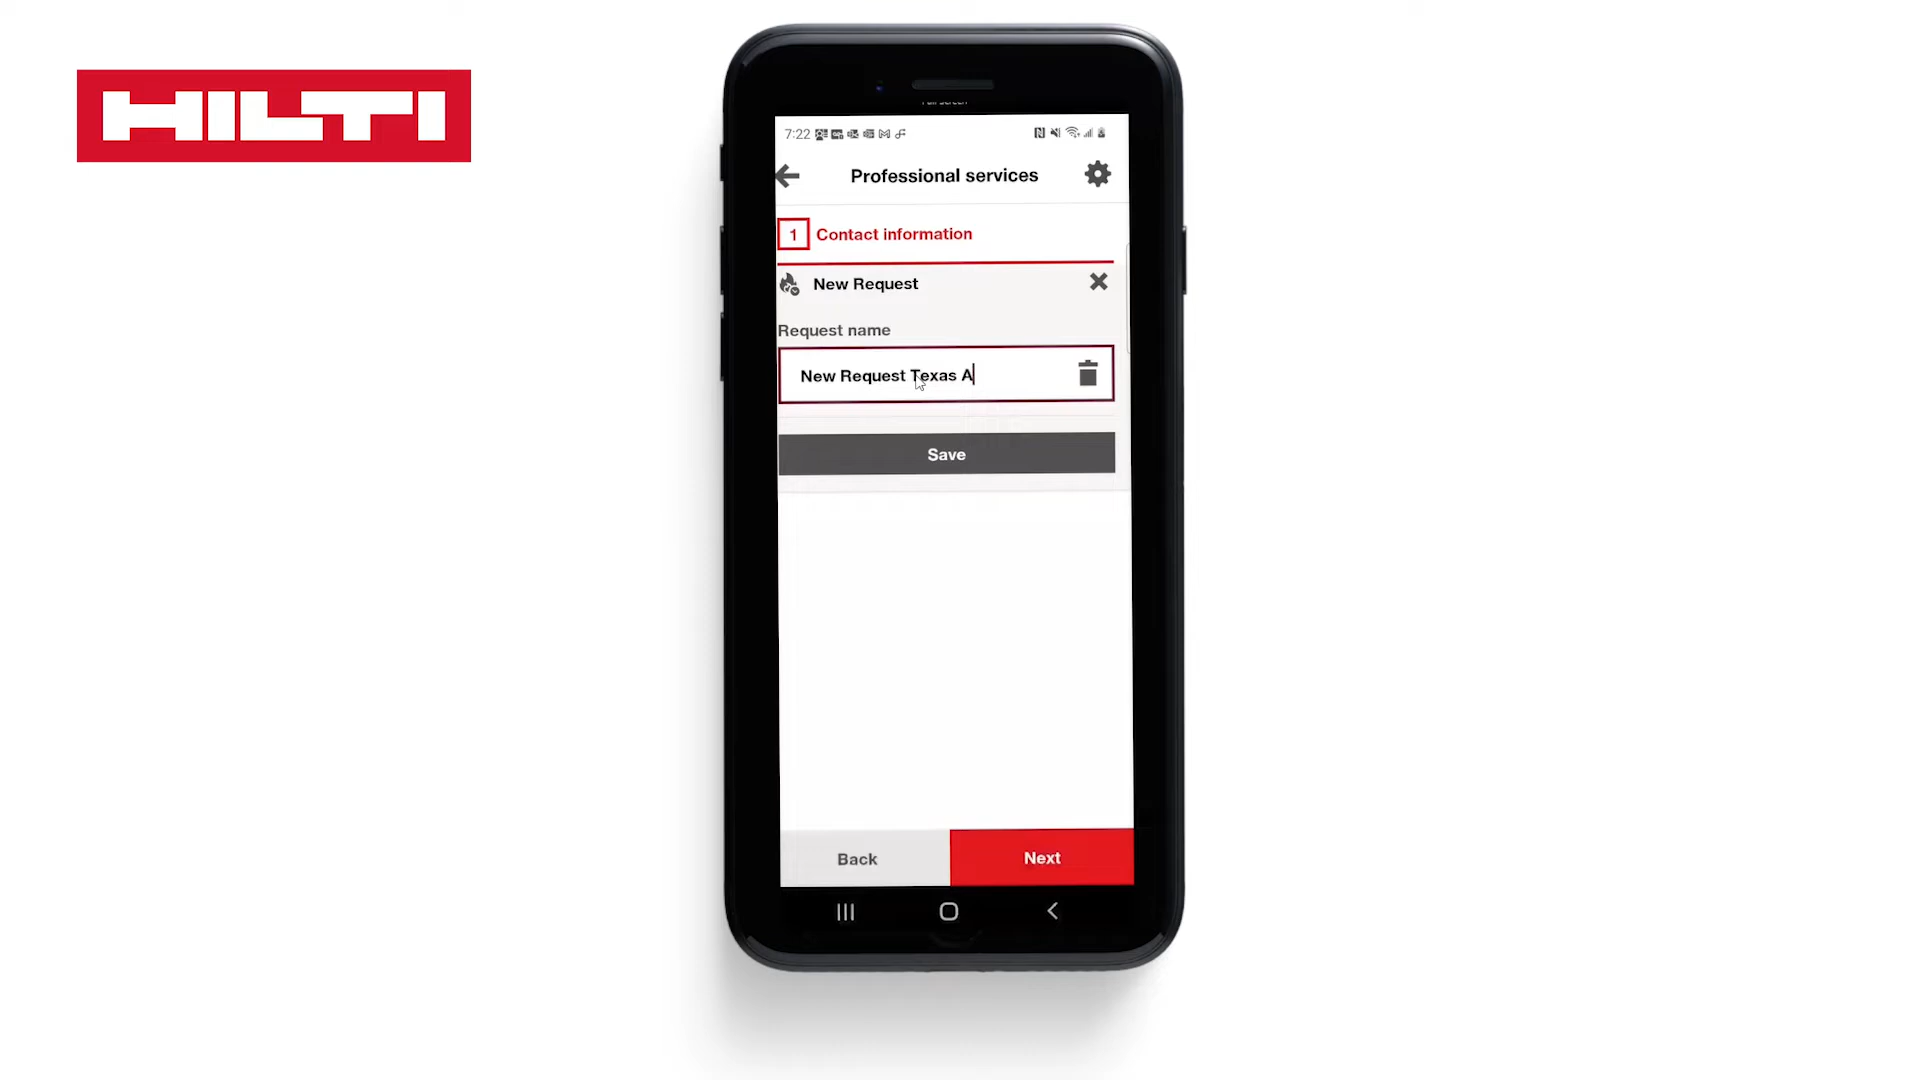 HILTI
7:22
Professional services
1 Contact information
New Request
Request name
New Request Texas A
Save
Back
Next